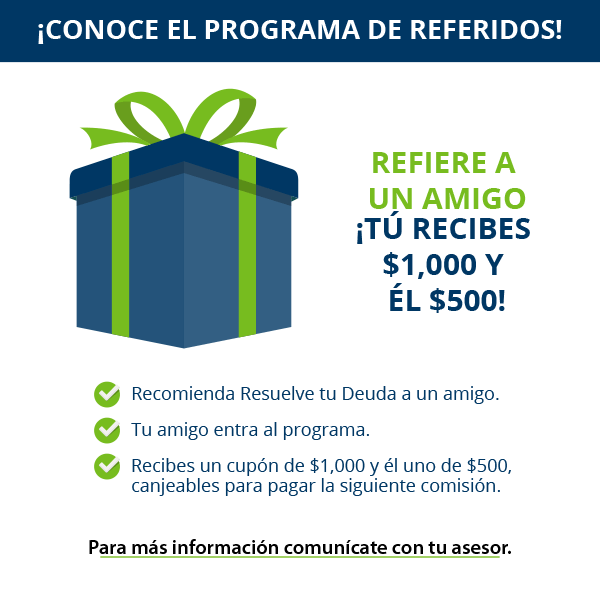 ¡CONOCE EL PROGRAMA DE REFERIDOS!
REFIERE A
UN AMIGO
¡TÚ RECIBES
$1,000 Y
ÉL $500!
Recomienda Resuelve tu Deuda a un amigo.
Tu amigo entra al programa.
Recibes un cupón de $1,000 y él uno de $500,
canjeables para pagar la siguiente comisión.
Para más información comunícate con tu asesor.